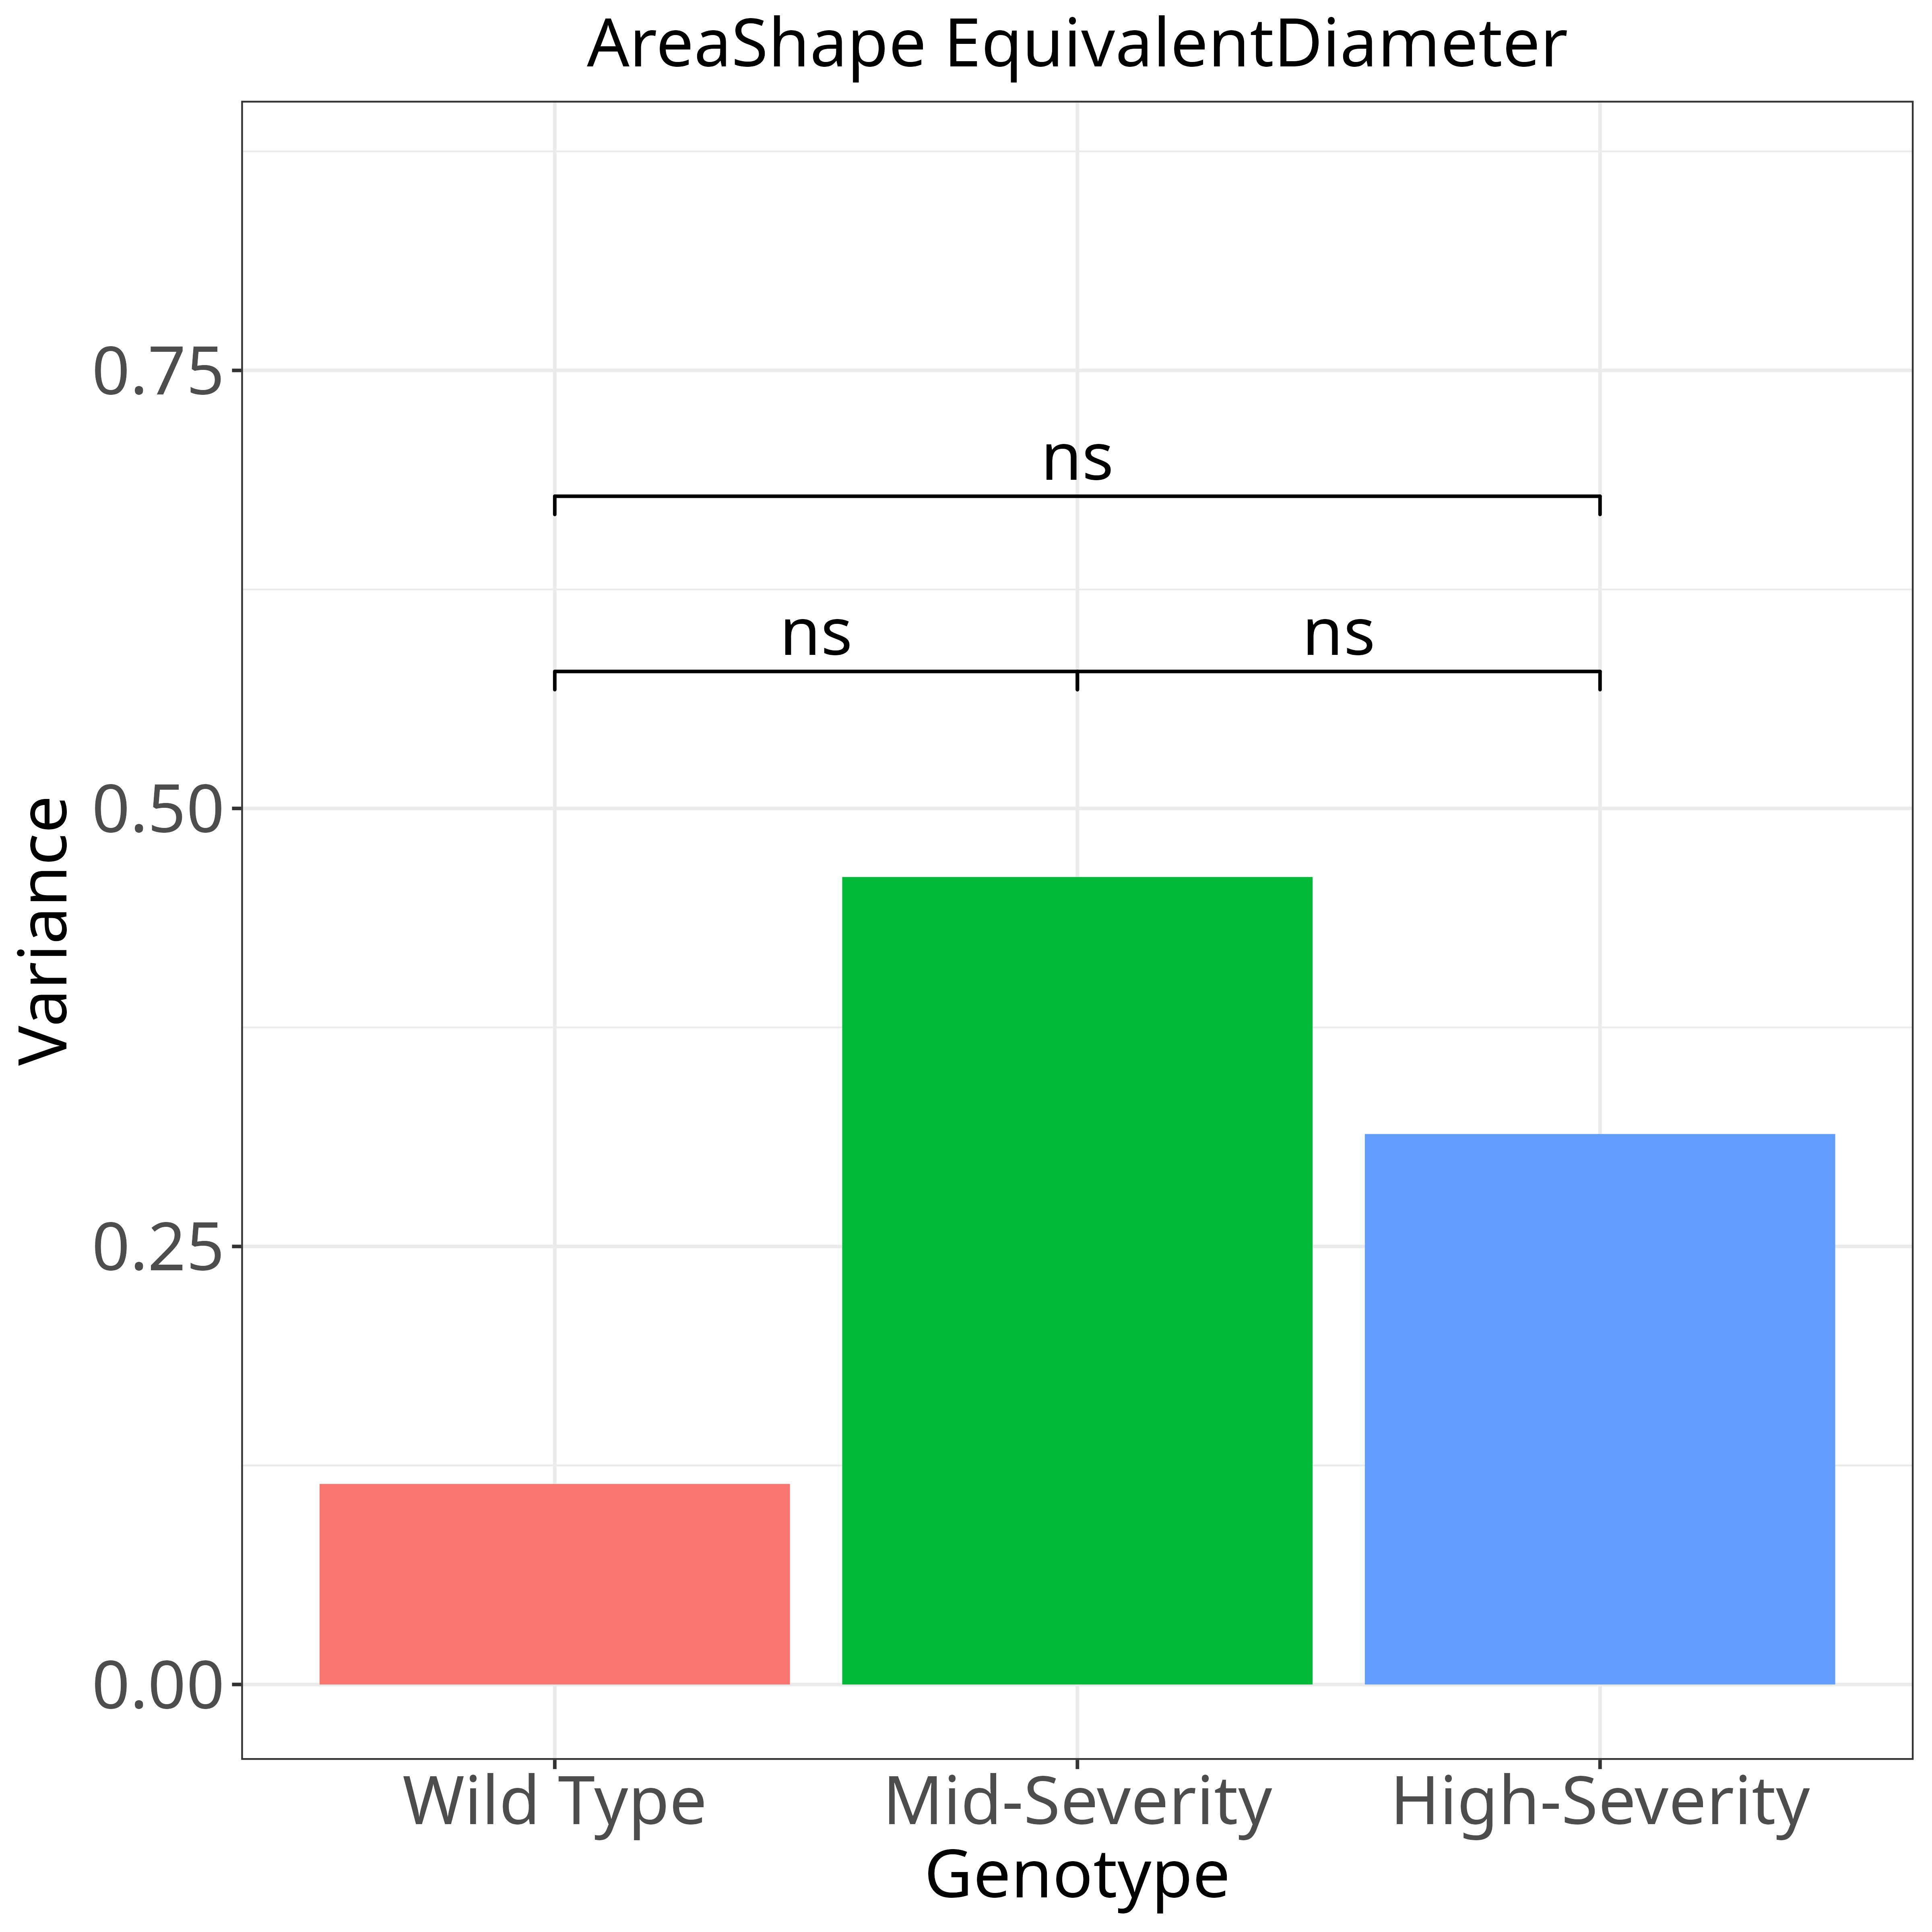 AreaShape EquivalentDiameter
0.75
ns
ns ns
0.50
Variance
0.25
0.00
Wild Type Mid-Severity High-Severity
Genotype